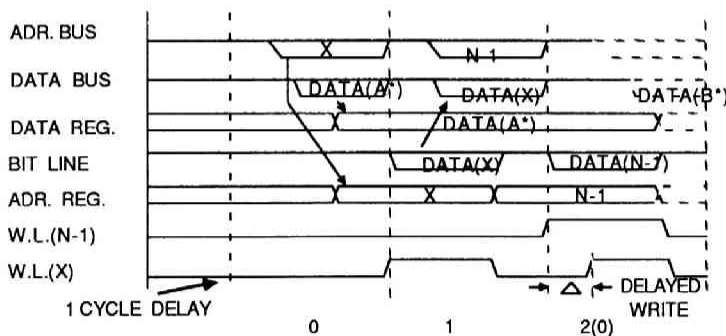 ADR. BUS X N-1
DATA BUS DATA(A*) DATA(X) DATA(B*)
DATA REG. DATA(A*)
BIT LINE DATA(X) DATA(N-1)
ADR. REG. X N-1
W.L.(N-1)
W.L.(X)
1 CYCLE DELAY Δ DELAYED
WRITE
0 1 2(0)